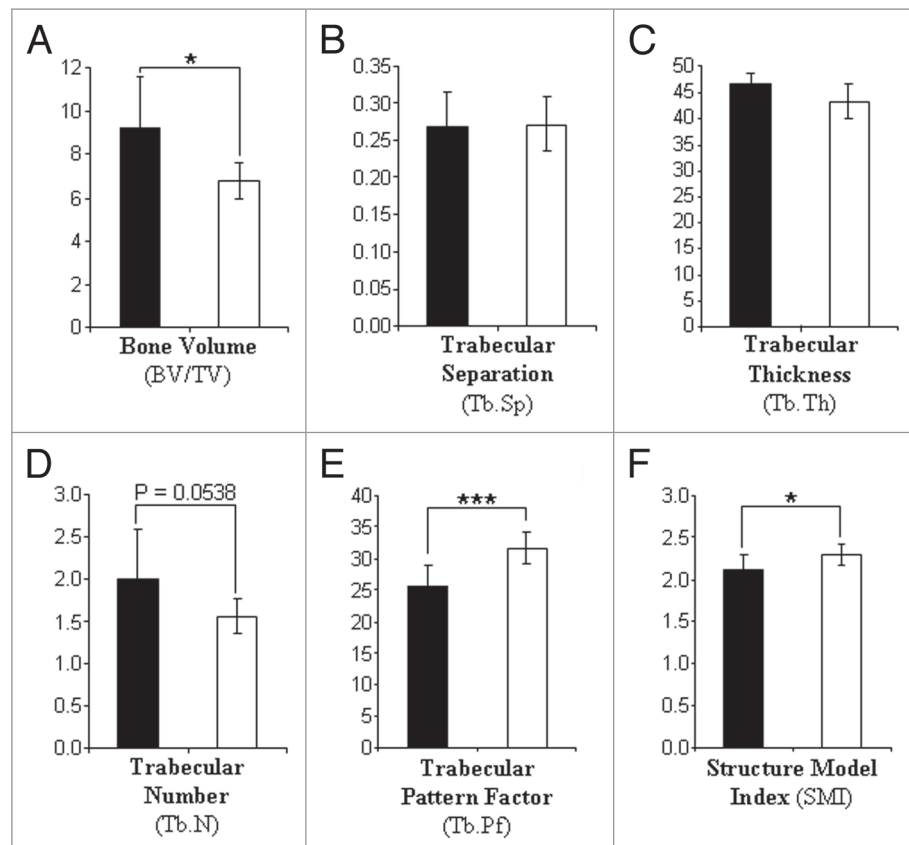 A
*
12
10
8
6
4
2
0
Bone Volume
(BV/TV)
B
0.35
0.30
0.25
0.20
0.15
0.10
0.05
0.00
Trabecular
Separation
(Tb.Sp)
C
50
45
40
35
30
25
20
15
10
5
0
Trabecular
Thickness
(Tb.Th)
D
P = 0.0538
3.0
2.5
2.0
1.5
1.0
0.5
0.0
Trabecular
Number
(Tb.N)
E
***
40
35
30
25
20
15
10
5
0
Trabecular
Pattern Factor
(Tb.Pf)
F
*
3.0
2.5
2.0
1.5
1.0
0.5
0.0
Structure Model
Index (SMI)